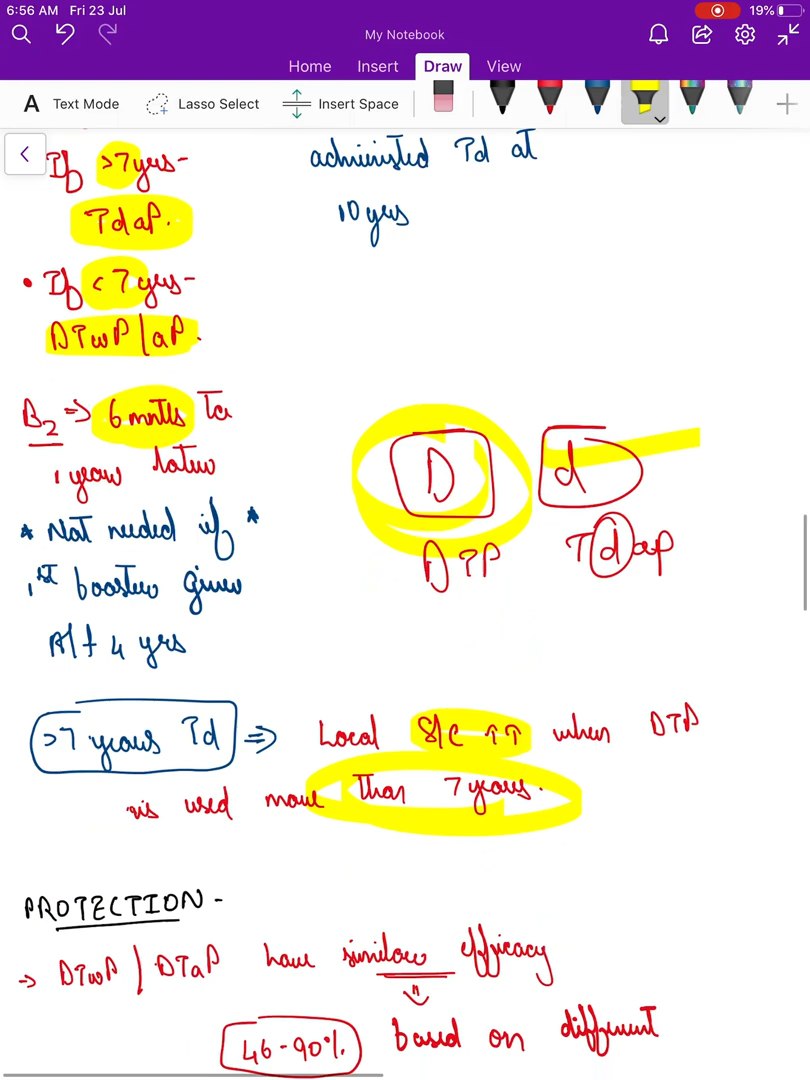 6:56 AM Fri 23 Jul
19%
My Notebook
Home Insert Draw View
A Text Mode Lasso Select Insert Space
If >7yrs-
Tdap.
administed Td at
10 yrs
• If <7yrs-
DTwP/aP.
B2 => 6 mnths To
1 year later
* Not needed if *
1st booster given
Aft 4 yrs
D d
DTP Tdap
>7 years Td => Local S/E ↑↑ when DTP
is used more Than 7 years.
PROTECTION -
-> DTwP / DTaP have similar efficacy
46-90% based on different